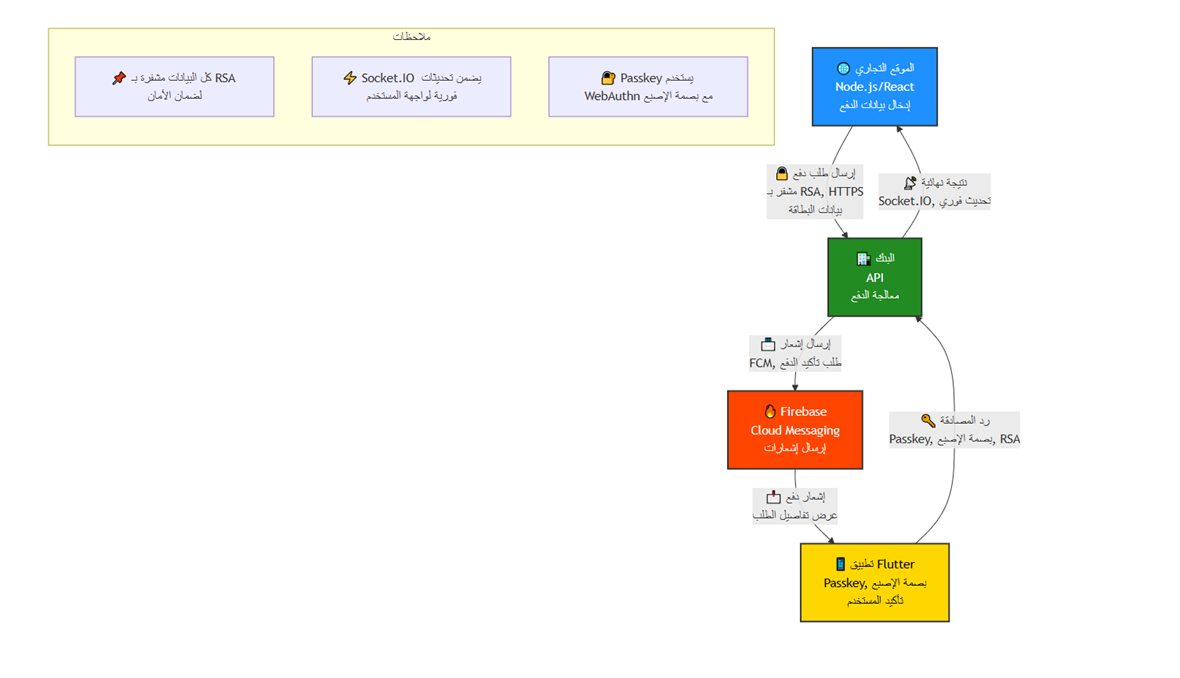 ملاحظات
📌 كل البيانات مشفرة بـ RSA
لضمان الأمان
⚡ Socket.IO يضمن تحديثات
فورية لواجهة المستخدم
🔐 Passkey يستخدم
WebAuthn مع بصمة الإصبع
🌐 الموقع التجاري
Node.js/React
إدخال بيانات الدفع
🔒 إرسال طلب دفع
مشفر بـ RSA, HTTPS
بيانات البطاقة
📡 نتيجة نهائية
Socket.IO, تحديث فوري
🏦 البنك
API
معالجة الدفع
📩 إرسال إشعار
FCM, طلب تأكيد الدفع
🔥 Firebase
Cloud Messaging
إرسال إشعارات
🔑 رد المصادقة
Passkey, بصمة الإصبع, RSA
📩 إشعار دفع
عرض تفاصيل الطلب
📱 تطبيق Flutter
Passkey, بصمة الإصبع
تأكيد المستخدم